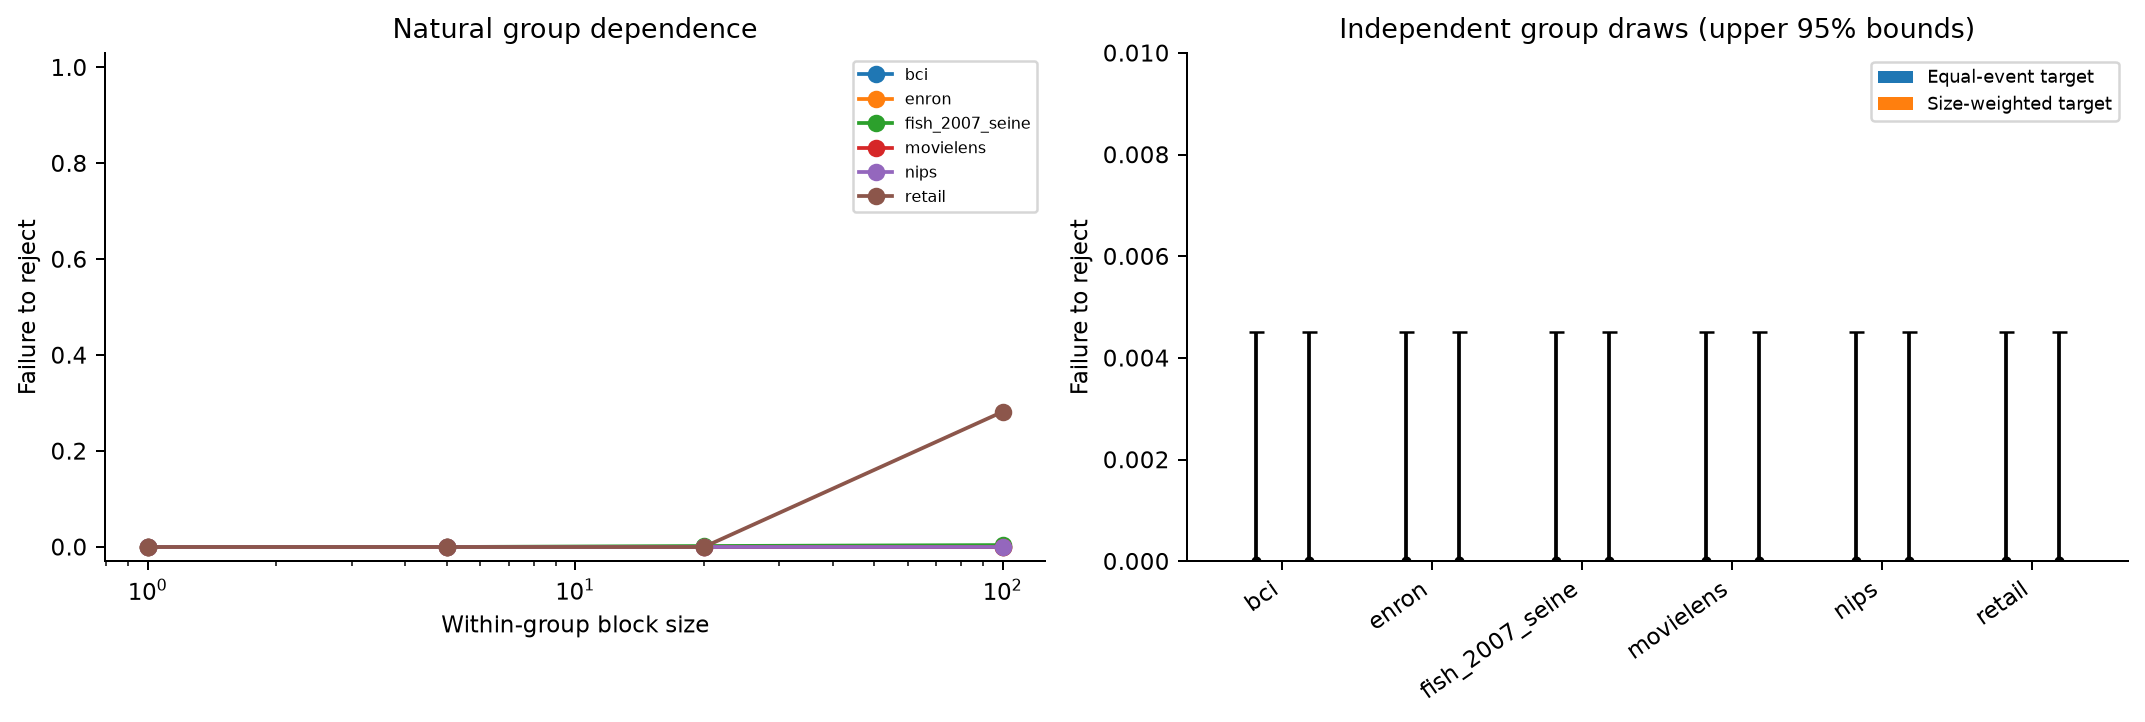 Natural group dependence
Failure to reject
1.0
0.8
0.6
0.4
0.2
0.0
bci
enron
fish_2007_seine
movielens
nips
retail
10⁰
10¹
10²
Within-group block size
Independent group draws (upper 95% bounds)
Failure to reject
0.010
0.008
0.006
0.004
0.002
0.000
Equal-event target
Size-weighted target
bci
enron
fish_2007_seine
movielens
nips
retail